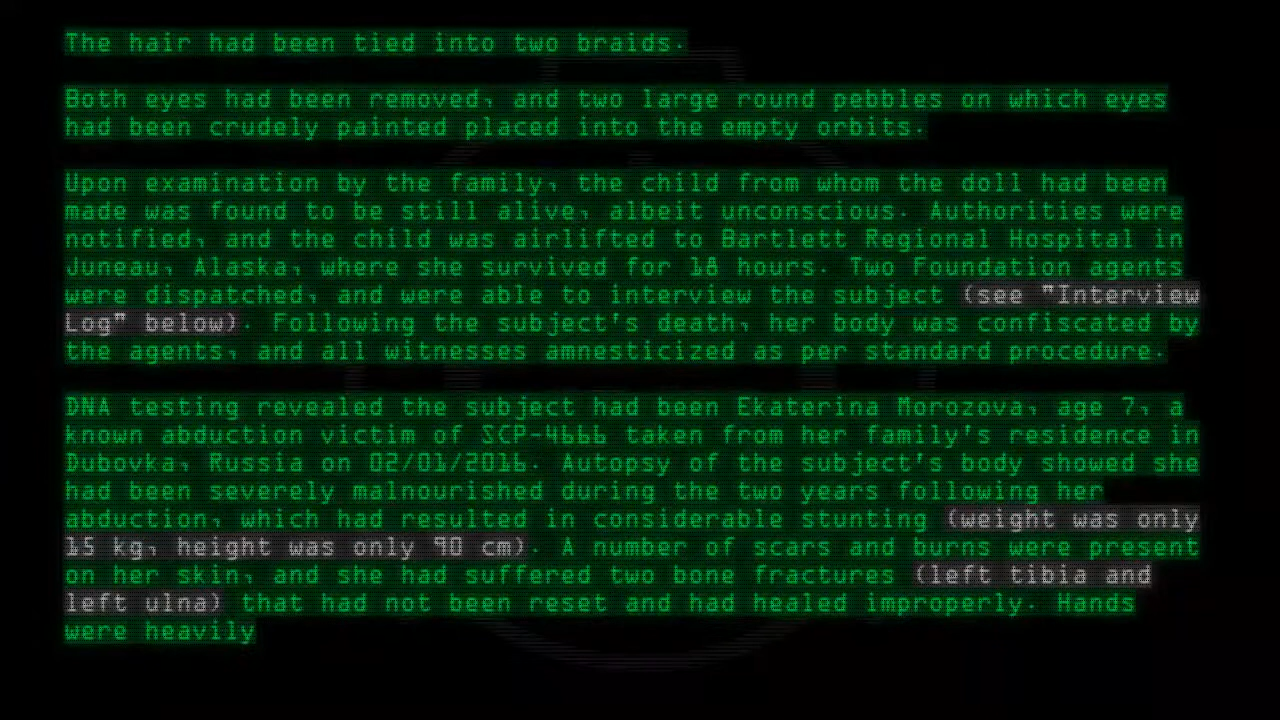 The hair had been tied into two braids.
Both eyes had been removed, and two large round pebbles on which eyes
had been crudely painted placed into the empty orbits.
Upon examination by the family, the child from whom the doll had been
made was found to be still alive, albeit unconscious. Authorities were
notified, and the child was airlifted to Bartlett Regional Hospital in
Juneau, Alaska, where she survived for 18 hours. Two Foundation agents
were dispatched, and were able to interview the subject (see "Interview
Log" below). Following the subject's death, her body was confiscated by
the agents, and all witnesses amnesticized as per standard procedure.
DNA testing revealed the subject had been Ekaterina Morozova, age 7, a
known abduction victim of SCP-4666 taken from her family's residence in
Dubovka, Russia on 02/01/2016. Autopsy of the subject's body showed she
had been severely malnourished during the two years following her
abduction, which had resulted in considerable stunting (weight was only
15 kg, height was only 90 cm). A number of scars and burns were present
on her skin, and she had suffered two bone fractures (left tibia and
left ulna) that had not been reset and had healed improperly. Hands
were heavily